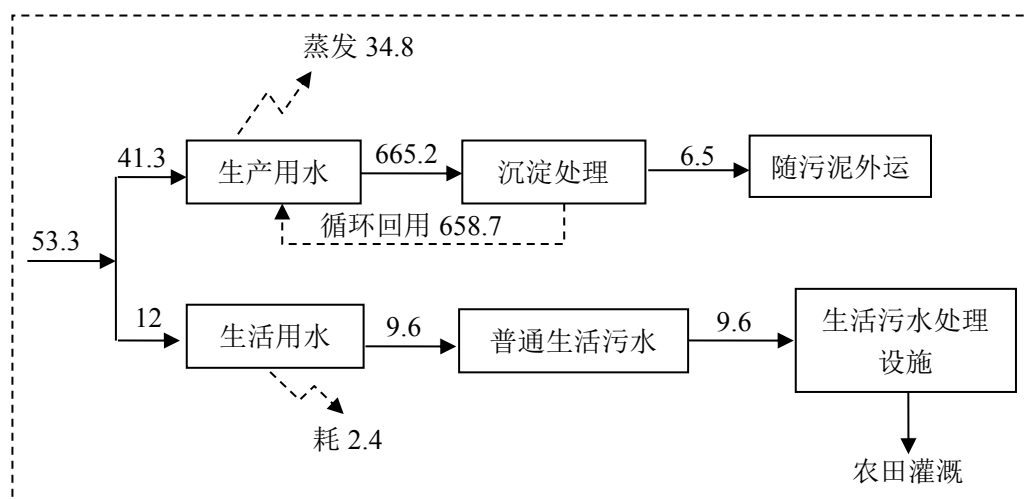 蒸发 34.8
41.3
生产用水
665.2
沉淀处理
6.5
随污泥外运
循环回用 658.7
53.3
12
生活用水
9.6
普通生活污水
9.6
生活污水处理
设施
耗 2.4
农田灌溉